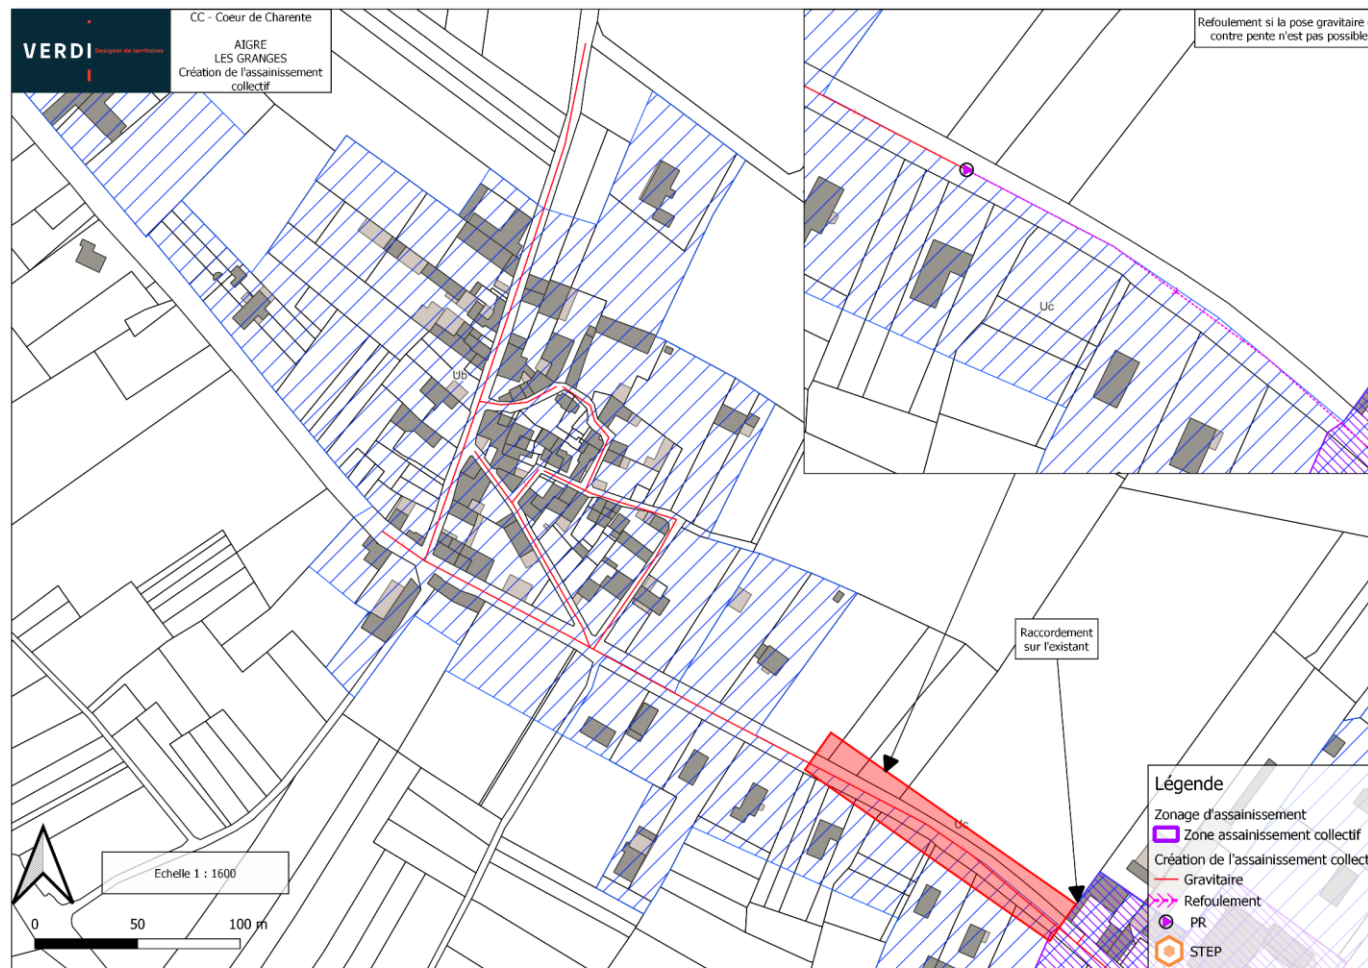 VERDI Designer de territoires
CC - Coeur de Charente
AIGRE
LES GRANGES
Création de l'assainissement
collectif
Refoulement si la pose gravitaire
contre pente n'est pas possible
Uc
Ub
Raccordement
sur l'existant
Uc
Echelle 1 : 1600
0 50 100 m
Légende
Zonage d'assainissement
Zone assainissement collectif
Création de l'assainissement collect
Gravitaire
Refoulement
PR
STEP